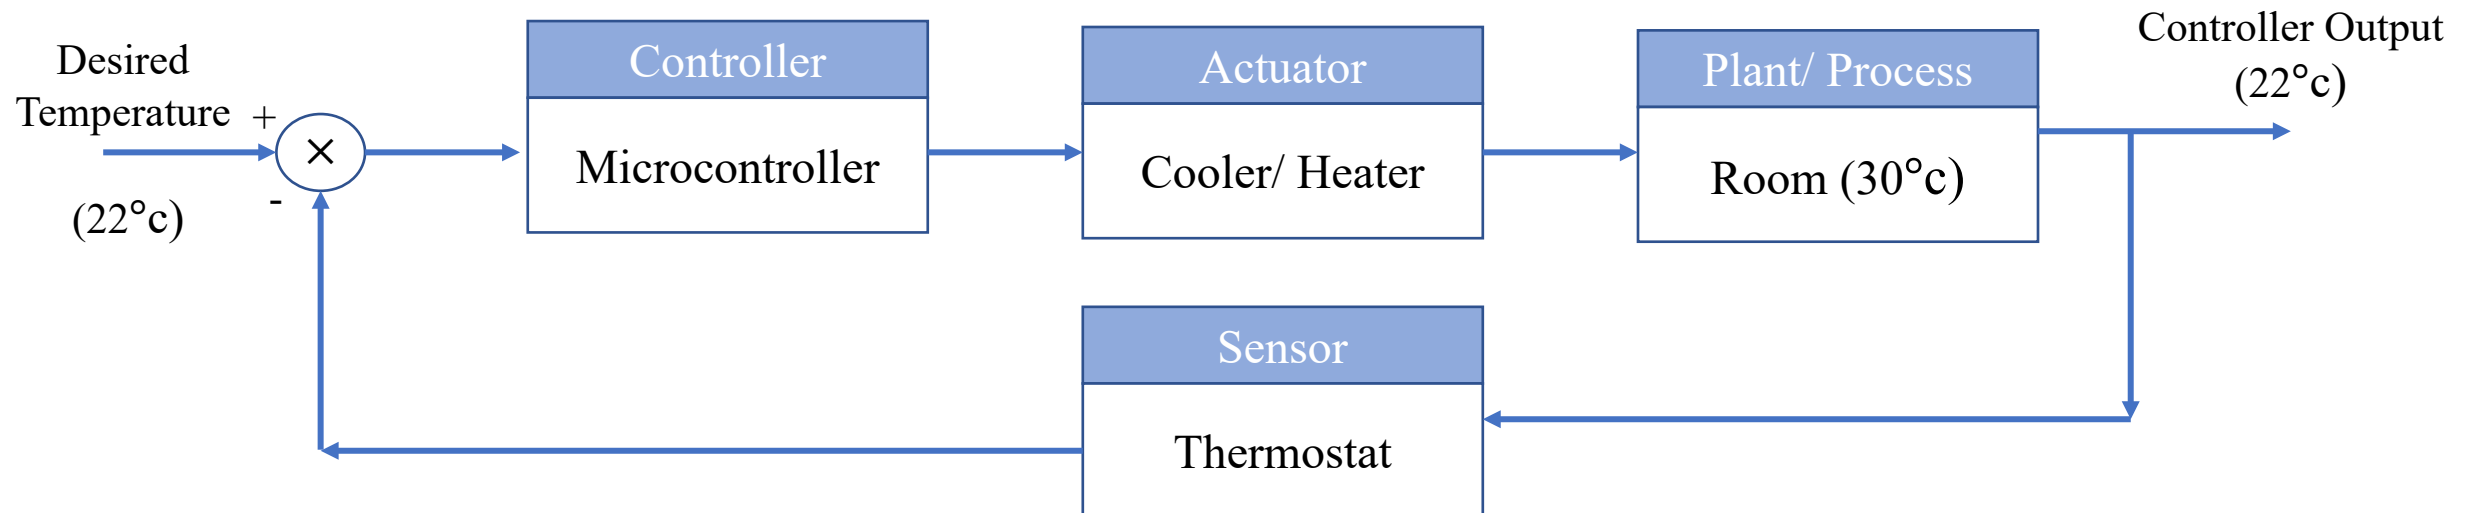 Desired
Temperature
+
×
-
(22°c)
Controller
Microcontroller
Actuator
Cooler/ Heater
Plant/ Process
Room (30°c)
Controller Output
(22°c)
Sensor
Thermostat